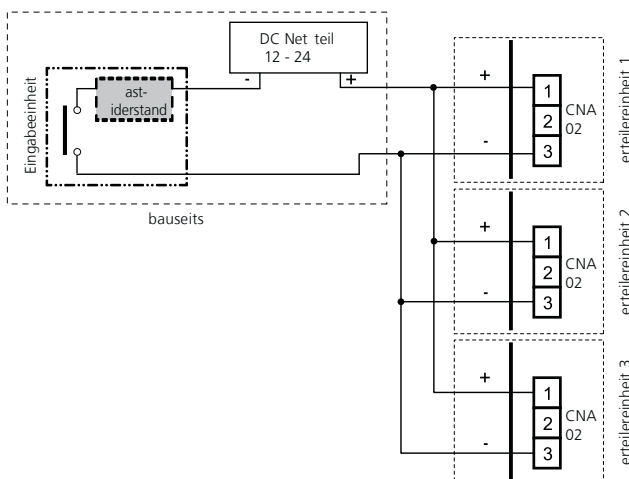 DC Net teil
12 - 24
- +
Eingabeeinheit
ast-
iderstand
bauseits
+
-
1
2
3
CNA
02
erteilereinheit 1
+
-
1
2
3
CNA
02
erteilereinheit 2
+
-
1
2
3
CNA
02
erteilereinheit 3